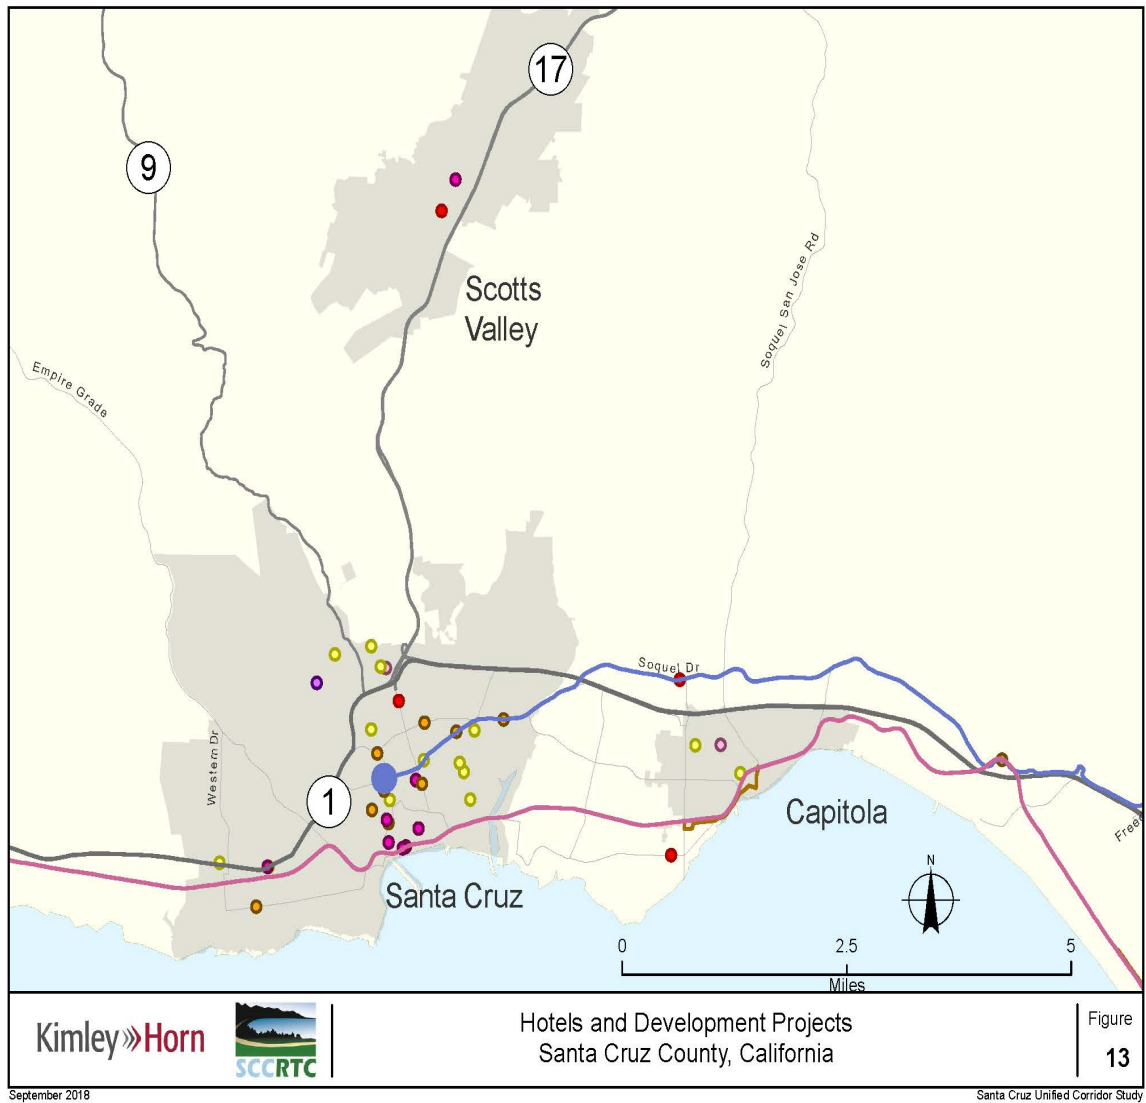 17
9
Scotts
Valley
Soquel San Jose Rd
Empire Grade
Soquel Dr
Western Dr
1
Capitola
Free
Santa Cruz
N
0 2.5 5
Miles
Kimley»Horn
SCCRTC
Hotels and Development Projects
Santa Cruz County, California
Figure
13
September 2018
Santa Cruz Unified Corridor Study